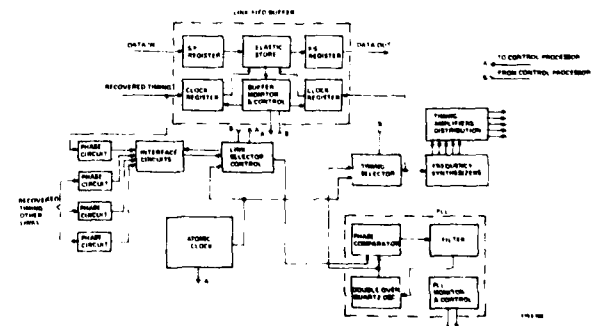 LINK FIFO BUFFER
DATA IN
S/P
REGISTER
ELASTIC
STORE
P/S
REGISTER
DATA OUT
RECOVERED TIMING
CLOCK
REGISTER
BUFFER
MONITOR
& CONTROL
CLOCK
REGISTER
A
TO CONTROL PROCESSOR
B
FROM CONTROL PROCESSOR
B
A
A
B
PHASE
CIRCUIT
INTERFACE
CIRCUITS
LINK
SELECTOR
CONTROL
B
TIMING
SELECTOR
TIMING
AMPLIFIERS
DISTRIBUTION
FREQUENCY
SYNTHESIZERS
PHASE
CIRCUIT
RECOVERED
TIMING
OTHER
LINKS
PHASE
CIRCUIT
PHASE
CIRCUIT
ATOMIC
CLOCK
A
PLL
PHASE
COMPARATOR
FILTER
DOUBLE OVEN
QUARTZ OSC
PLL
MONITOR
& CONTROL